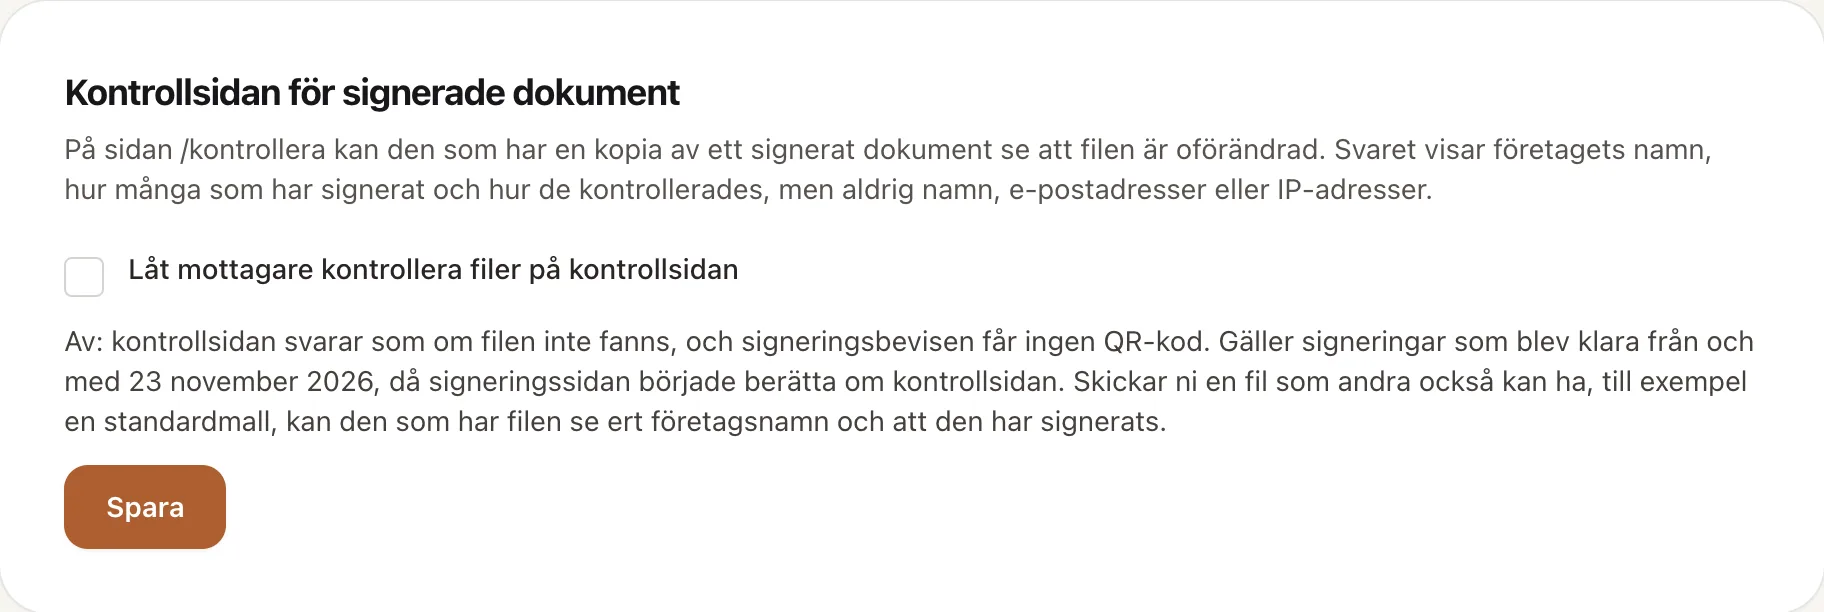 Kontrollsidan för signerade dokument
På sidan /kontrollera kan den som har en kopia av ett signerat dokument se att filen är oförändrad. Svaret visar företagets namn,
hur många som har signerat och hur de kontrollerades, men aldrig namn, e-postadresser eller IP-adresser.
Låt mottagare kontrollera filer på kontrollsidan
Av: kontrollsidan svarar som om filen inte fanns, och signeringsbevisen får ingen QR-kod. Gäller signeringar som blev klara från och
med 23 november 2026, då signeringssidan började berätta om kontrollsidan. Skickar ni en fil som andra också kan ha, till exempel
en standardmall, kan den som har filen se ert företagsnamn och att den har signerats.
Spara